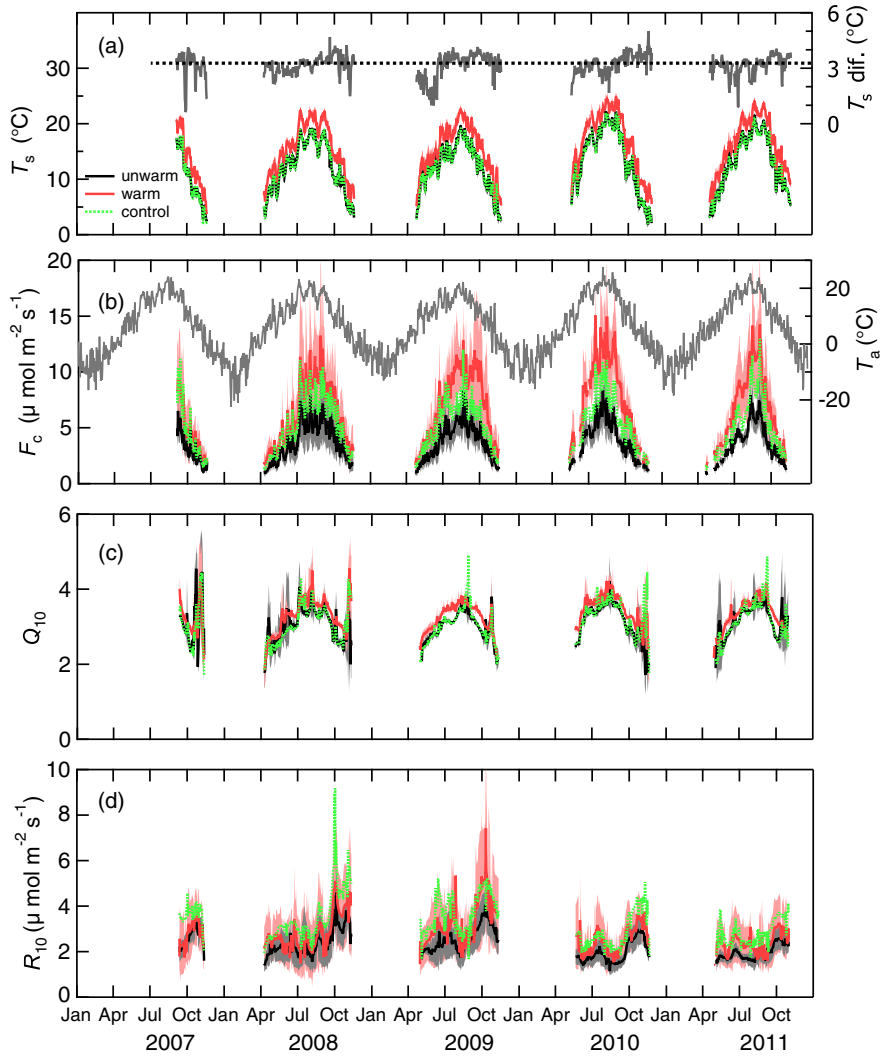 (a)
30
20
10
0
T_s (°C)
6
3
0
T_s dif. (°C)
unwarm
warm
control
(b)
20
15
10
5
0
F_c (μ mol m⁻² s⁻¹)
20
0
-20
T_a (°C)
(c)
6
4
2
0
Q_10
(d)
10
8
6
4
2
0
R_10 (μ mol m⁻² s⁻¹)
Jan Apr Jul Oct Jan Apr Jul Oct Jan Apr Jul Oct Jan Apr Jul Oct Jan Apr Jul Oct
2007 2008 2009 2010 2011